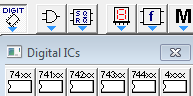 DIGIT
S Q
R Q
f M
Digital ICs
74xx 741xx 742xx 743xx 744xx 4xxx